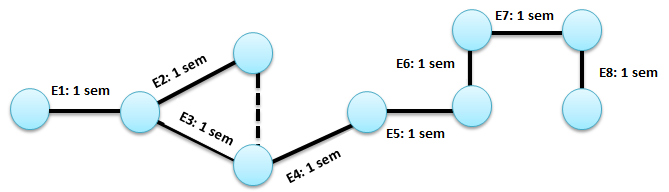 E1: 1 sem
E2: 1 sem
E3: 1 sem
E4: 1 sem
E5: 1 sem
E6: 1 sem
E7: 1 sem
E8: 1 sem